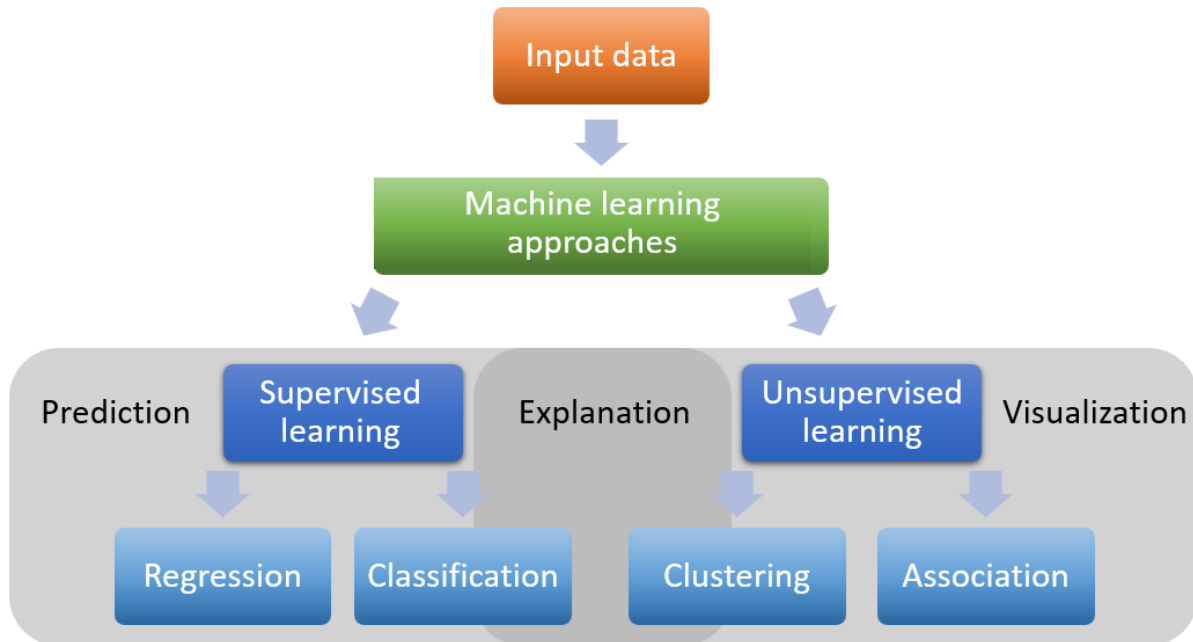 Input data
Machine learning
approaches
Prediction
Supervised
learning
Explanation
Unsupervised
learning
Visualization
Regression
Classification
Clustering
Association